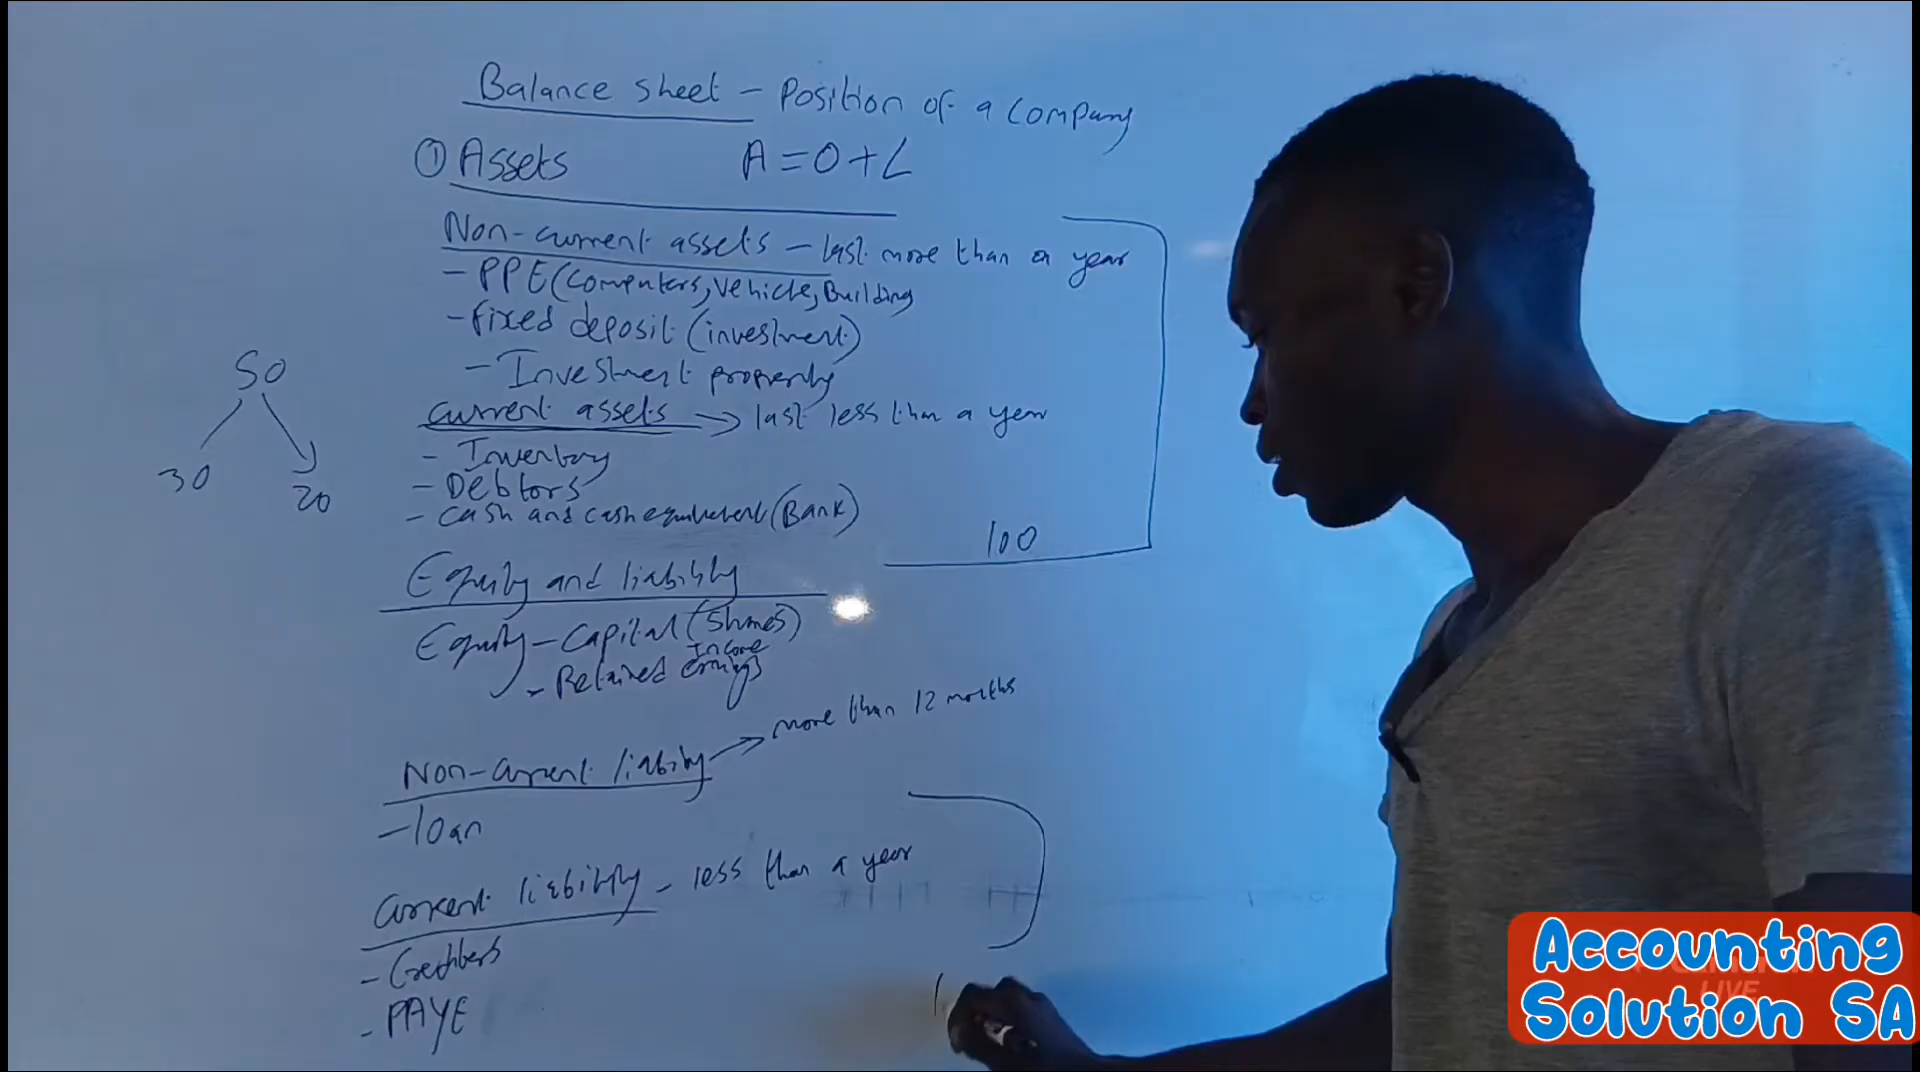 Balance sheet - Position of a company
① Assets A = O + L
Non-current assets - last more than a year
- PPE (computers, vehicle, Building
- fixed deposit (investment)
- Investment property
current assets → last less than a year
- Inventory
- Debtors
- cash and cash equivalent (Bank)
100
50
30 20
Equity and liability
Equity - capital (shares)
Income
- Retained earnings
Non-current liability → more than 12 months
- loan
current liability - less than a year
- Creditors
- PAYE
Accounting
Solution SA
LIVE